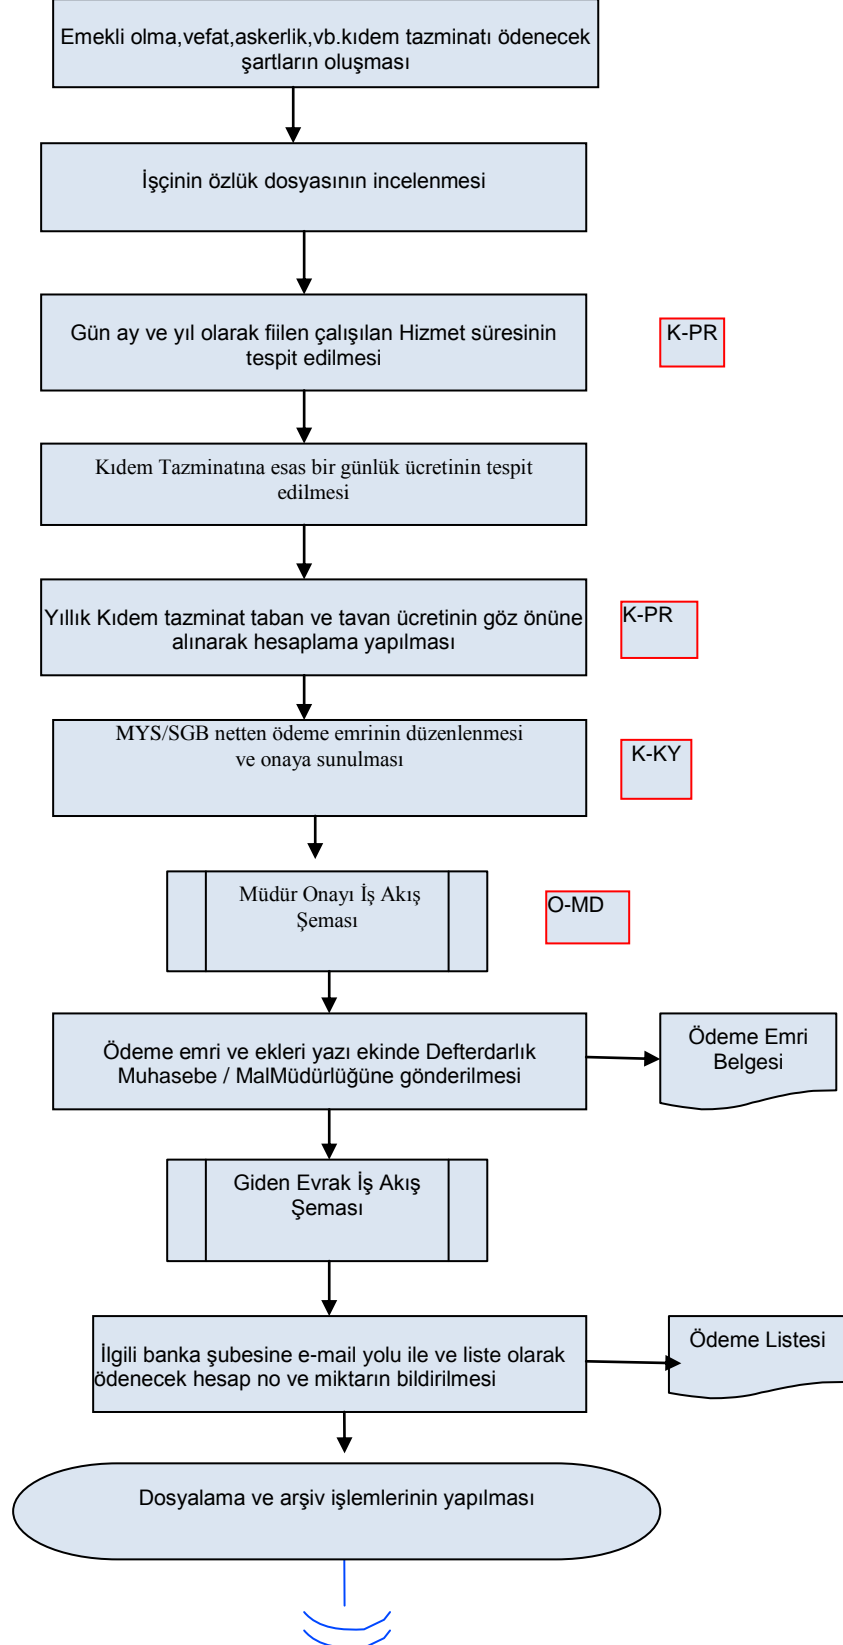 Emekli olma,vefat,askerlik,vb.kıdem tazminatı ödenecek
şartların oluşması
İşçinin özlük dosyasının incelenmesi
Gün ay ve yıl olarak fiilen çalışılan Hizmet süresinin
tespit edilmesi
K-PR
Kıdem Tazminatına esas bir günlük ücretinin tespit
edilmesi
Yıllık Kıdem tazminat taban ve tavan ücretinin göz önüne
alınarak hesaplama yapılması
K-PR
MYS/SGB netten ödeme emrinin düzenlenmesi
ve onaya sunulması
K-KY
Müdür Onayı İş Akış
Şeması
O-MD
Ödeme emri ve ekleri yazı ekinde Defterdarlık
Muhasebe / MalMüdürlüğüne gönderilmesi
Ödeme Emri
Belgesi
Giden Evrak İş Akış
Şeması
İlgili banka şubesine e-mail yolu ile ve liste olarak
ödenecek hesap no ve miktarın bildirilmesi
Ödeme Listesi
Dosyalama ve arşiv işlemlerinin yapılması